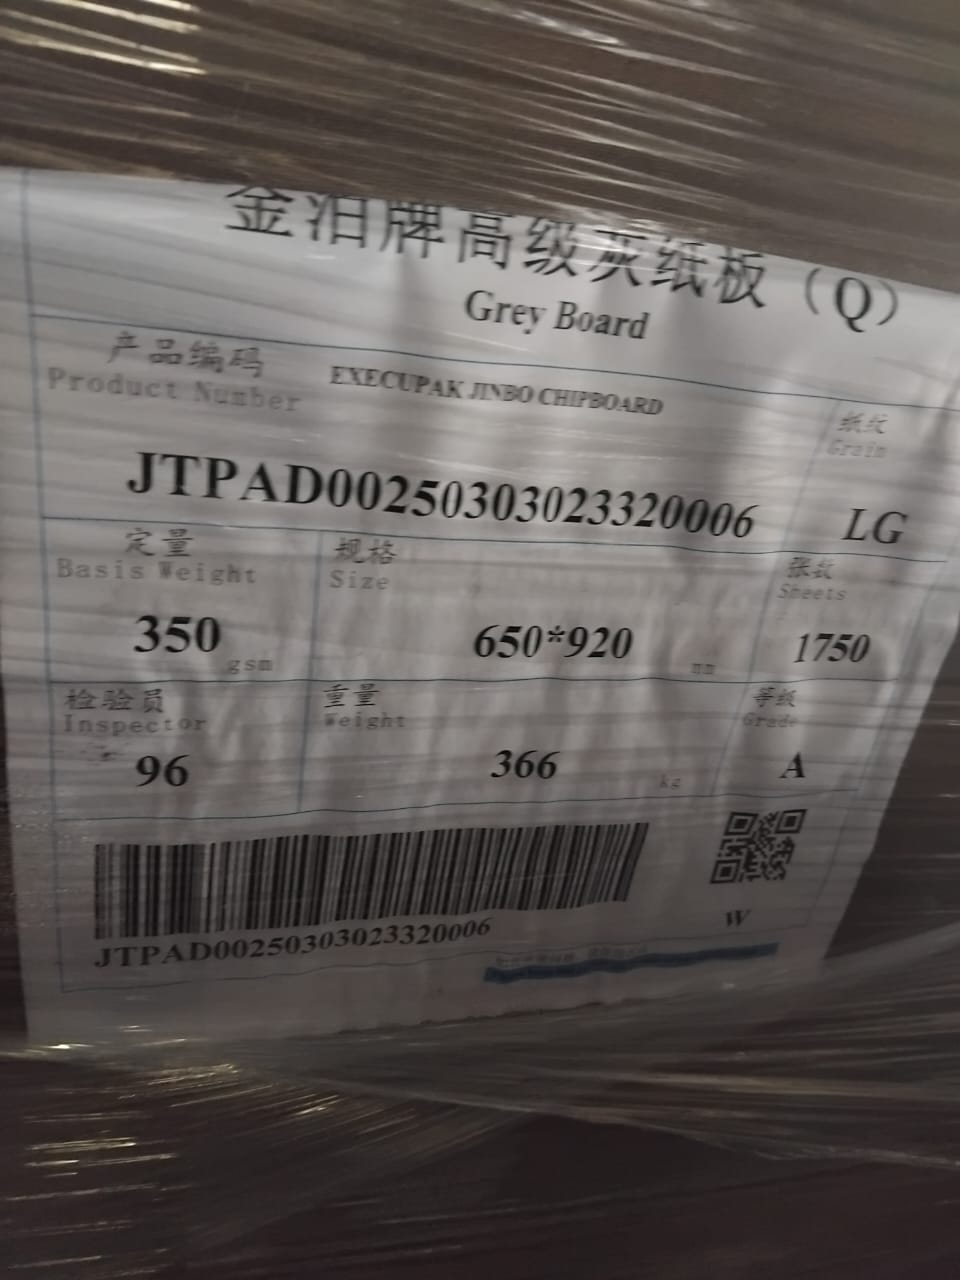 金泊牌高级灰纸板（Q）
Grey Board
产品编码
Product Number
EXECUPAK JINBO CHIPBOARD
纸纹
Grain
JTPAD00250303023320006
LG
定量
Basis Weight
规格
Size
张数
Sheets
350 gsm
650*920 mm
1750
检验员
Inspector
重量
Weight
等级
Grade
96
366 kg
A
JTPAD00250303023320006
W